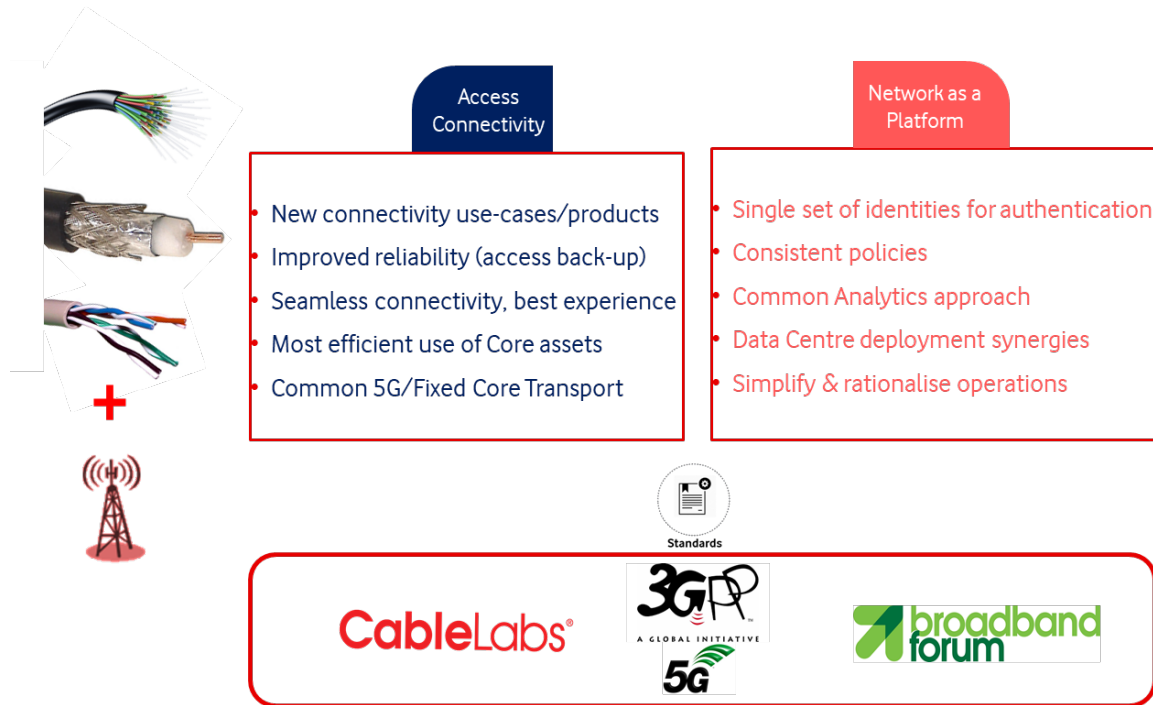 Access
Connectivity
Network as a
Platform
• New connectivity use-cases/products
• Improved reliability (access back-up)
• Seamless connectivity, best experience
• Most efficient use of Core assets
• Common 5G/Fixed Core Transport
• Single set of identities for authentication
• Consistent policies
• Common Analytics approach
• Data Centre deployment synergies
• Simplify & rationalise operations
+
Standards
CableLabs®
3GPP™
A GLOBAL INITIATIVE
5G
broadband
forum